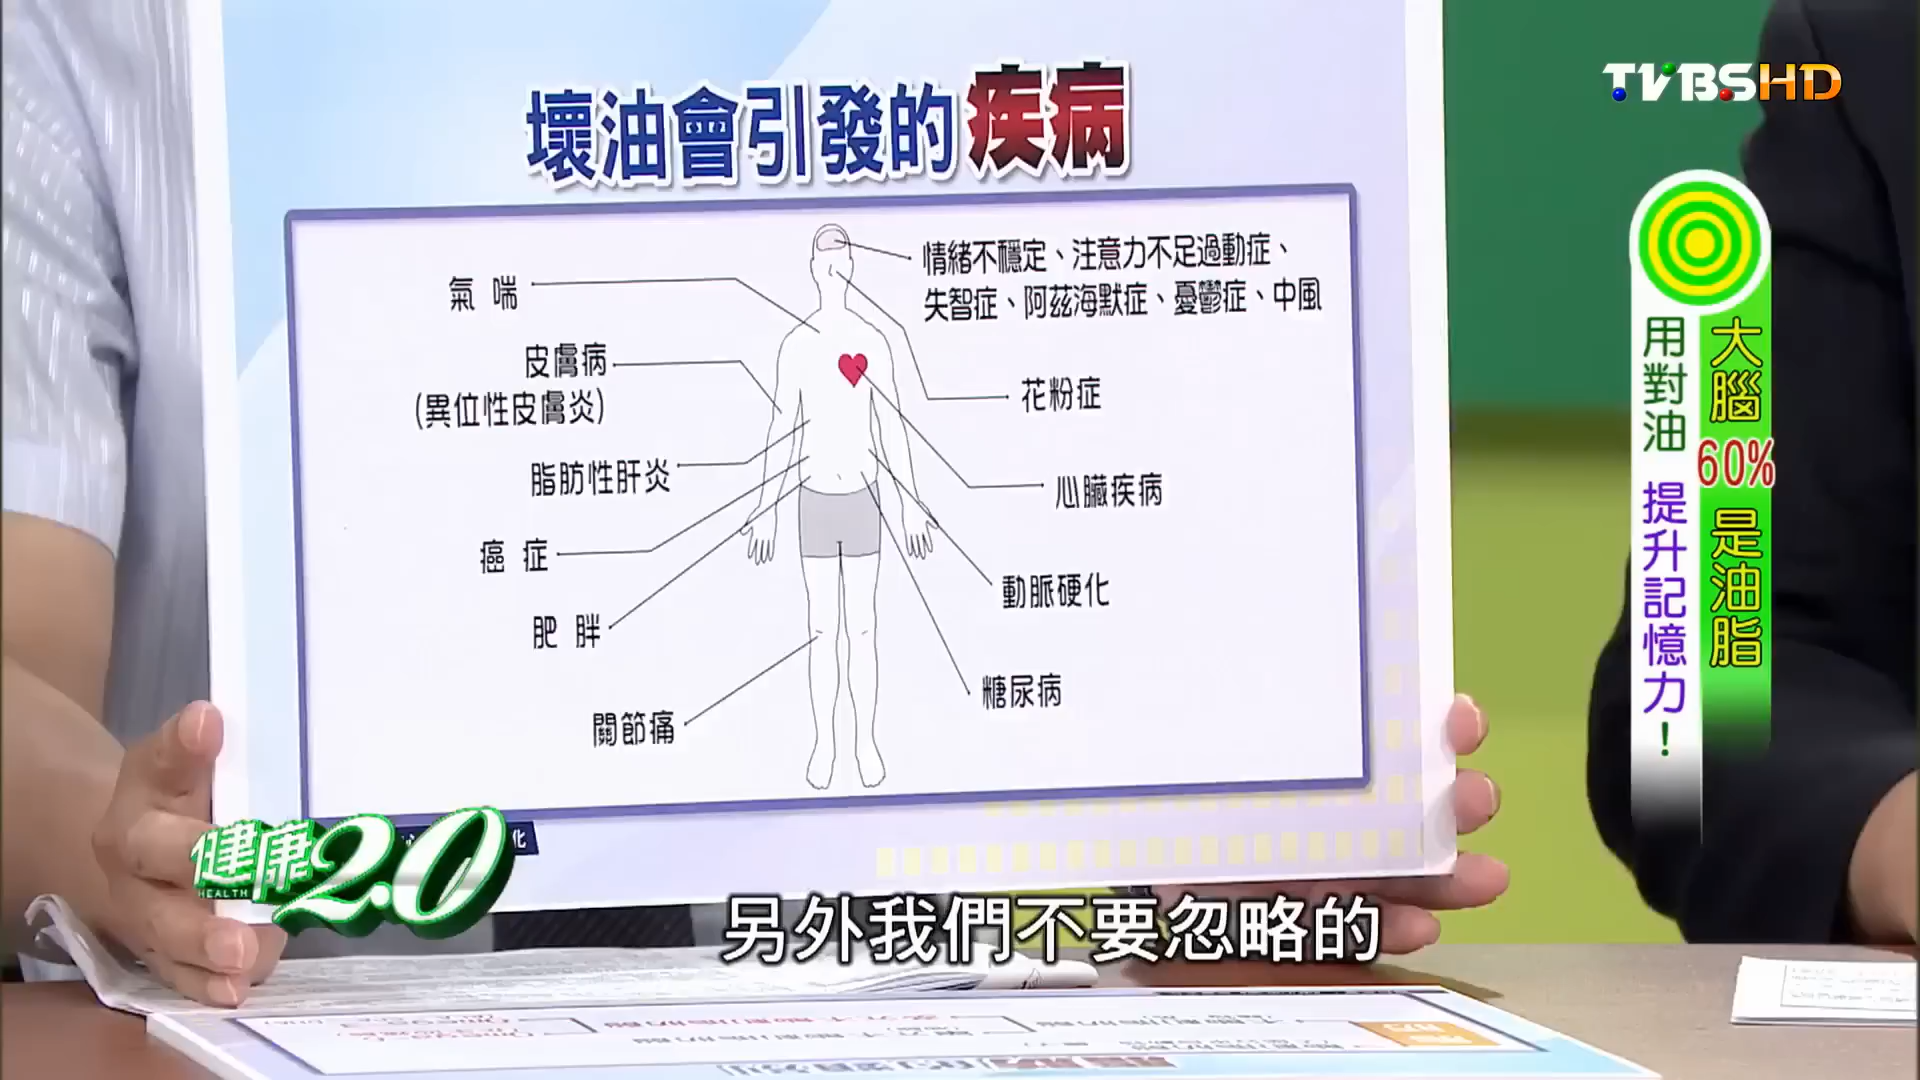 壞油會引發的疾病
TVBSHD
情緒不穩定、注意力不足過動症、
失智症、阿茲海默症、憂鬱症、中風
氣喘
皮膚病
(異位性皮膚炎)
花粉症
脂肪性肝炎
心臟疾病
癌症
動脈硬化
肥胖
糖尿病
關節痛
大腦60%是油脂
用對油 提升記憶力！
健康2.0
HEALTH
化
另外我們不要忽略的